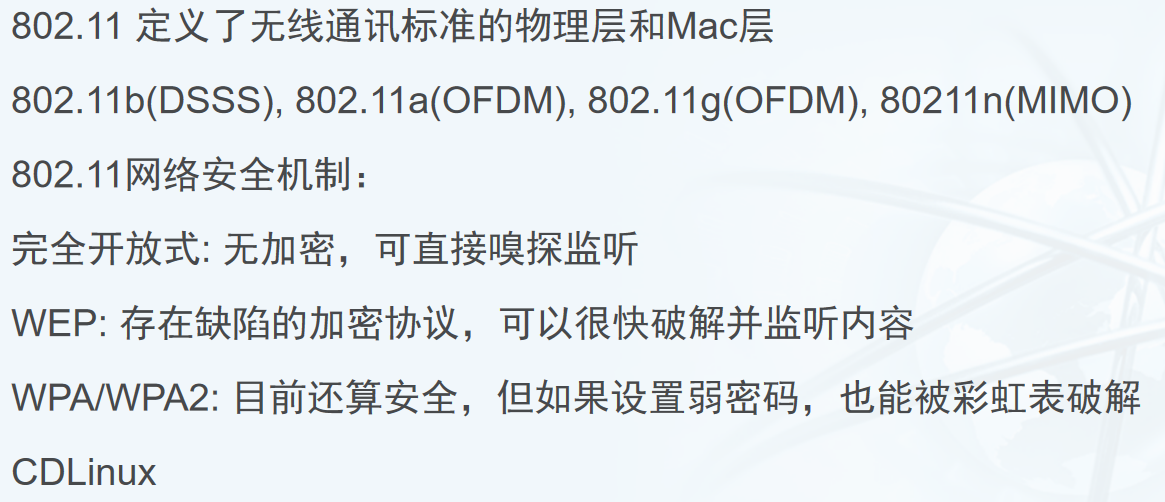 802.11 定义了无线通讯标准的物理层和Mac层
802.11b(DSSS), 802.11a(OFDM), 802.11g(OFDM), 80211n(MIMO)
802.11网络安全机制：
完全开放式: 无加密，可直接嗅探监听
WEP: 存在缺陷的加密协议，可以很快破解并监听内容
WPA/WPA2: 目前还算安全，但如果设置弱密码，也能被彩虹表破解
CDLinux